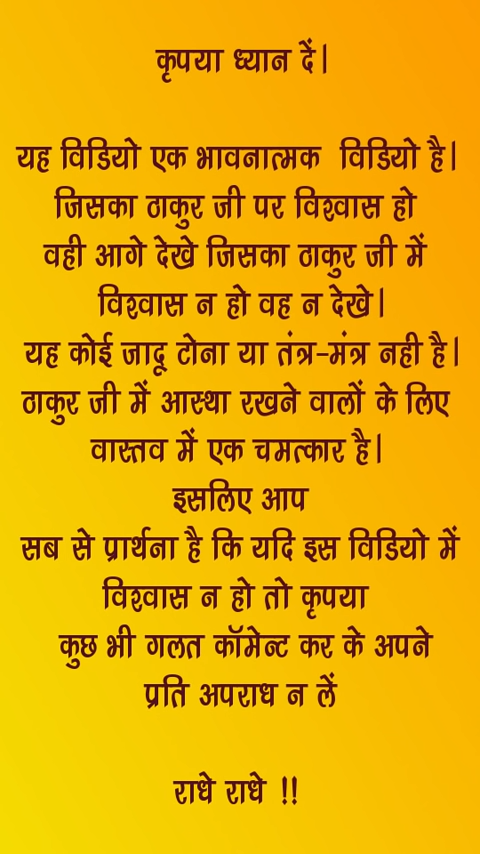 कृपया ध्यान दें।
यह विडियो एक भावनात्मक विडियो है।
जिसका ठाकुर जी पर विश्वास हो
वही आगे देखे जिसका ठाकुर जी में
विश्वास न हो वह न देखे।
यह कोई जादू टोना या तंत्र-मंत्र नही है।
ठाकुर जी में आस्था रखने वालों के लिए
वास्तव में एक चमत्कार है।
इसलिए आप
सब से प्रार्थना है कि यदि इस विडियो में
विश्वास न हो तो कृपया
कुछ भी गलत कॉमेन्ट कर के अपने
प्रति अपराध न लें
राधे राधे !!